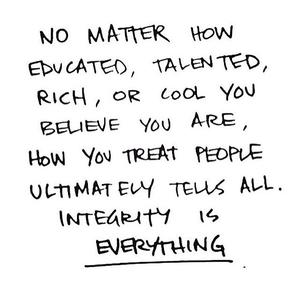 NO MATTER HOW
EDUCATED, TALENTED,
RICH, OR COOL YOU
BELIEVE YOU ARE,
HOW YOU TREAT PEOPLE
ULTIMATELY TELLS ALL.
INTEGRITY IS
EVERYTHING